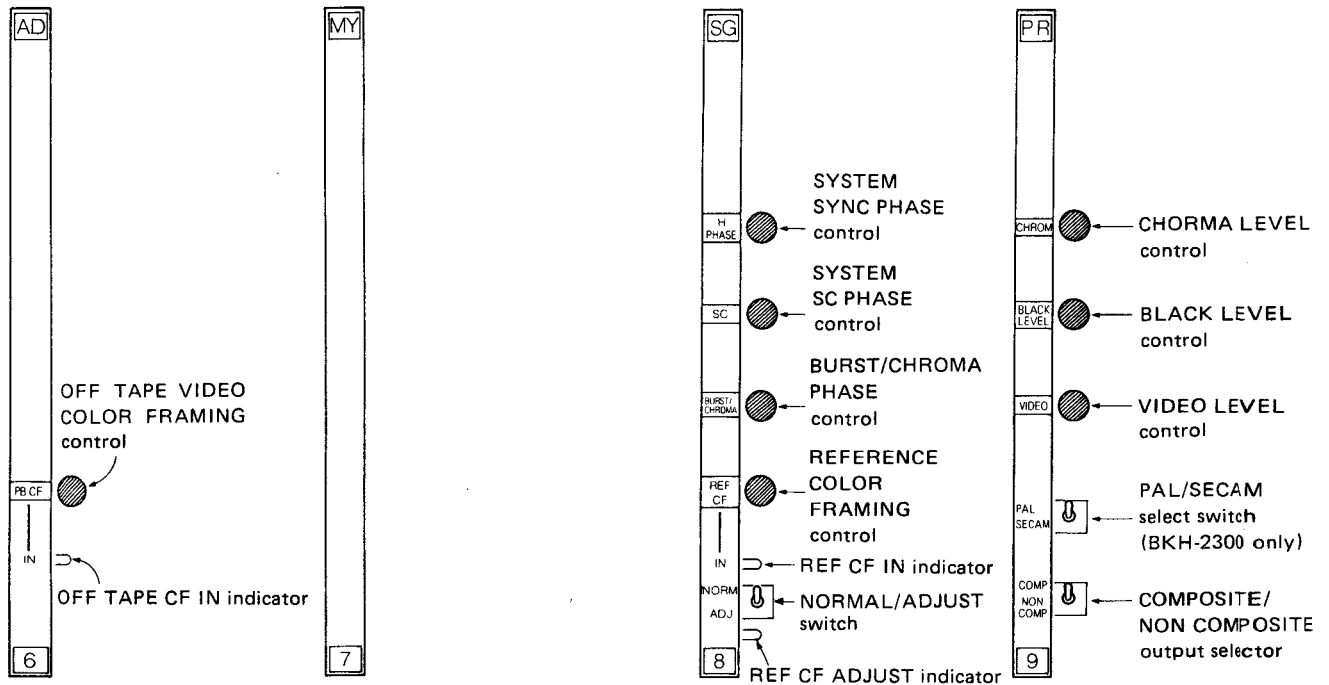 AD
OFF TAPE VIDEO
COLOR FRAMING
control
PB CF
IN
OFF TAPE CF IN indicator
6
MY
7
SG
H
PHASE
SYSTEM
SYNC PHASE
control
SC
SYSTEM
SC PHASE
control
BURST/
CHROMA
BURST/CHROMA
PHASE
control
REF
CF
REFERENCE
COLOR
FRAMING
control
IN
REF CF IN indicator
NORM
ADJ
NORMAL/ADJUST
switch
8
REF CF ADJUST indicator
PR
CHROM
CHORMA LEVEL
control
BLACK
LEVEL
BLACK LEVEL
control
VIDEO
VIDEO LEVEL
control
PAL
SECAM
PAL/SECAM
select switch
(BKH-2300 only)
COMP
NON
COMP
COMPOSITE/
NON COMPOSITE
output selector
9